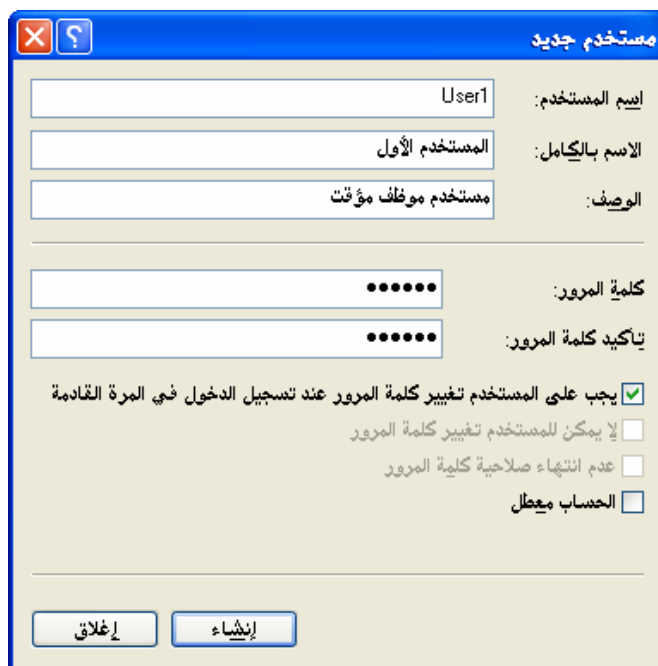 مستخدم جديد
اسم المستخدم: User1
الاسم بالكامل: المستخدم الأول
الوصف: مستخدم موظف مؤقت
كلمة المرور: ●●●●●●
تأكيد كلمة المرور: ●●●●●●
يجب على المستخدم تغيير كلمة المرور عند تسجيل الدخول في المرة القادمة
لا يمكن للمستخدم تغيير كلمة المرور
عدم انتهاء صلاحية كلمة المرور
الحساب معطل
إنشاء
إغلاق